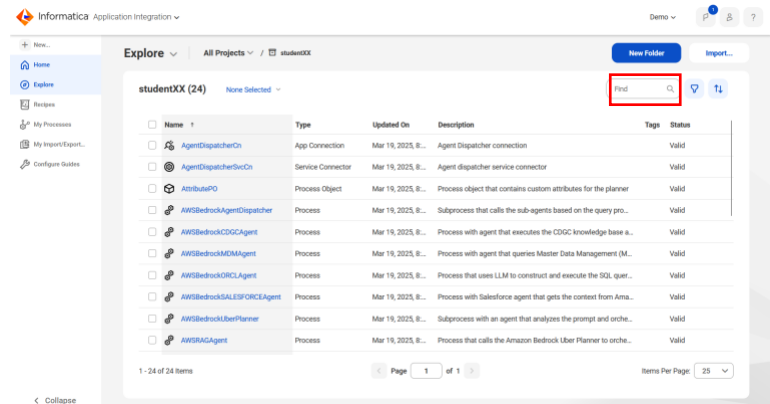 Informatica Application Integration
1
Demo
?
New...
Home
Explore
Recipes
My Processes
My Import/Export...
Configure Guides
Collapse
Explore
All Projects / studentXX
New Folder
Import...
studentXX (24)
None Selected
Find
Name ↑ Type Updated On Description Tags Status
AgentDispatcherCn App Connection Mar 19, 2025, 8:... Agent Dispatcher connection Valid
AgentDispatcherSvcCn Service Connector Mar 19, 2025, 8:... Agent dispatcher service connector Valid
AttributePO Process Object Mar 19, 2025, 8:... Process object that contains custom attributes for the planner Valid
AWSBedrockAgentDispatcher Process Mar 19, 2025, 8:... Subprocess that calls the sub-agents based on the query pro... Valid
AWSBedrockCDGCAgent Process Mar 19, 2025, 8:... Process with agent that executes the CDGC knowledge base a... Valid
AWSBedrockMDMAgent Process Mar 19, 2025, 8:... Process with agent that queries Master Data Management (M... Valid
AWSBedrockORCLAgent Process Mar 19, 2025, 8:... Process that uses LLM to construct and execute the SQL quer... Valid
AWSBedrockSALESFORCEAgent Process Mar 19, 2025, 8:... Process with Salesforce agent that gets the context from Ama... Valid
AWSBedrockUberPlanner Process Mar 19, 2025, 8:... Subprocess with an agent that analyzes the prompt and orche... Valid
AWSRAGAgent Process Mar 19, 2025, 8:... Process that calls the Amazon Bedrock Uber Planner to orche... Valid
1 - 24 of 24 Items
Page 1 of 1
Items Per Page: 25